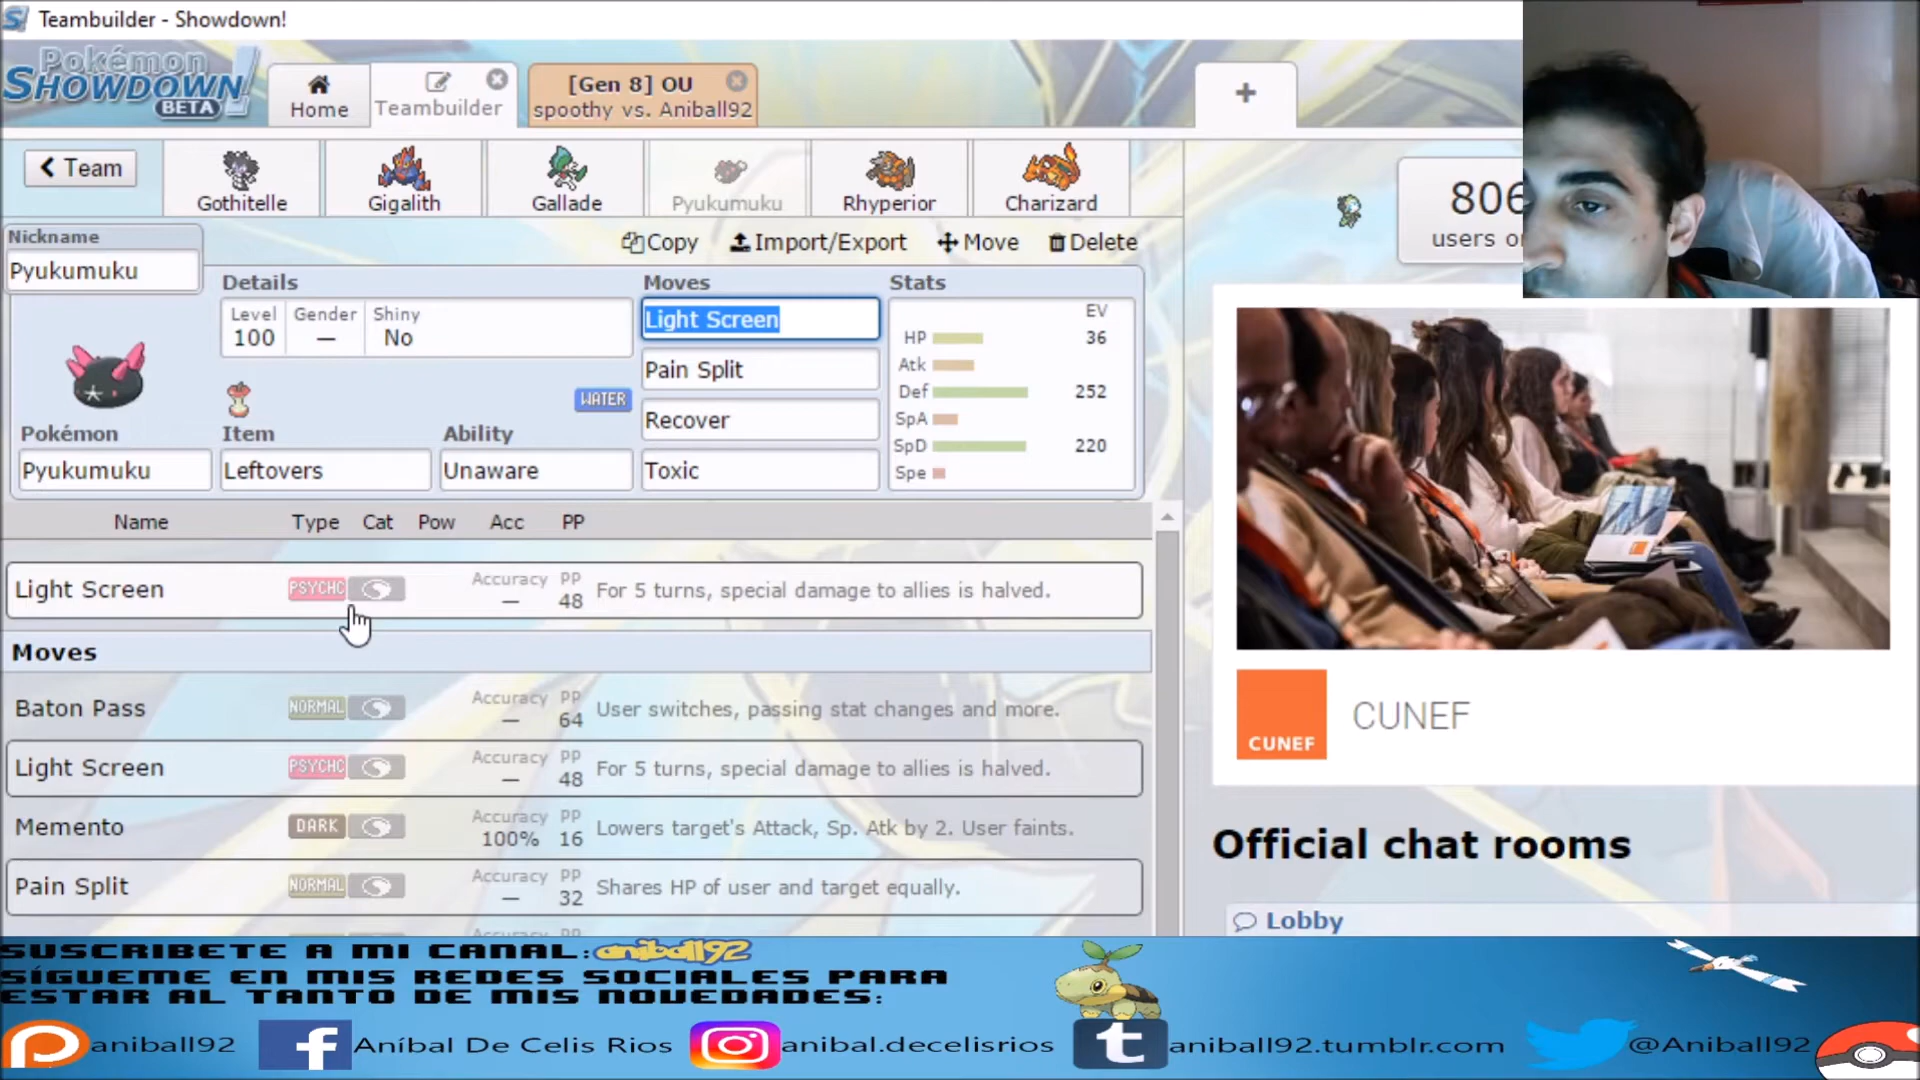 Teambuilder - Showdown!
Pokémon
SHOWDOWN!
BETA
Home
Teambuilder
[Gen 8] OU
spoothy vs. Aniball92
+
Team
Gothitelle
Gigalith
Gallade
Pyukumuku
Rhyperior
Charizard
806
users o
Nickname
Pyukumuku
Copy
Import/Export
Move
Delete
Details
Moves
Stats
Level
Gender
Shiny
100
—
No
Light Screen
EV
HP 36
Atk
Pain Split
Def 252
WATER
SpA
Recover
Pokémon
Item
Ability
SpD 220
Pyukumuku
Leftovers
Unaware
Toxic
Spe
Name Type Cat Pow Acc PP
Light Screen PSYCHC Accuracy — PP 48 For 5 turns, special damage to allies is halved.
Moves
Baton Pass NORMAL Accuracy — PP 64 User switches, passing stat changes and more.
Light Screen PSYCHC Accuracy — PP 48 For 5 turns, special damage to allies is halved.
Memento DARK Accuracy 100% PP 16 Lowers target's Attack, Sp. Atk by 2. User faints.
Pain Split NORMAL Accuracy — PP 32 Shares HP of user and target equally.
Accuracy PP
CUNEF
CUNEF
Official chat rooms
Lobby
SUSCRIBETE A MI CANAL: aniball92
SÍGUEME EN MIS REDES SOCIALES PARA
ESTAR AL TANTO DE MIS NOVEDADES:
aniball92
Aníbal De Celis Rios
anibal.decelisrios
aniball92.tumblr.com
@Aniball92